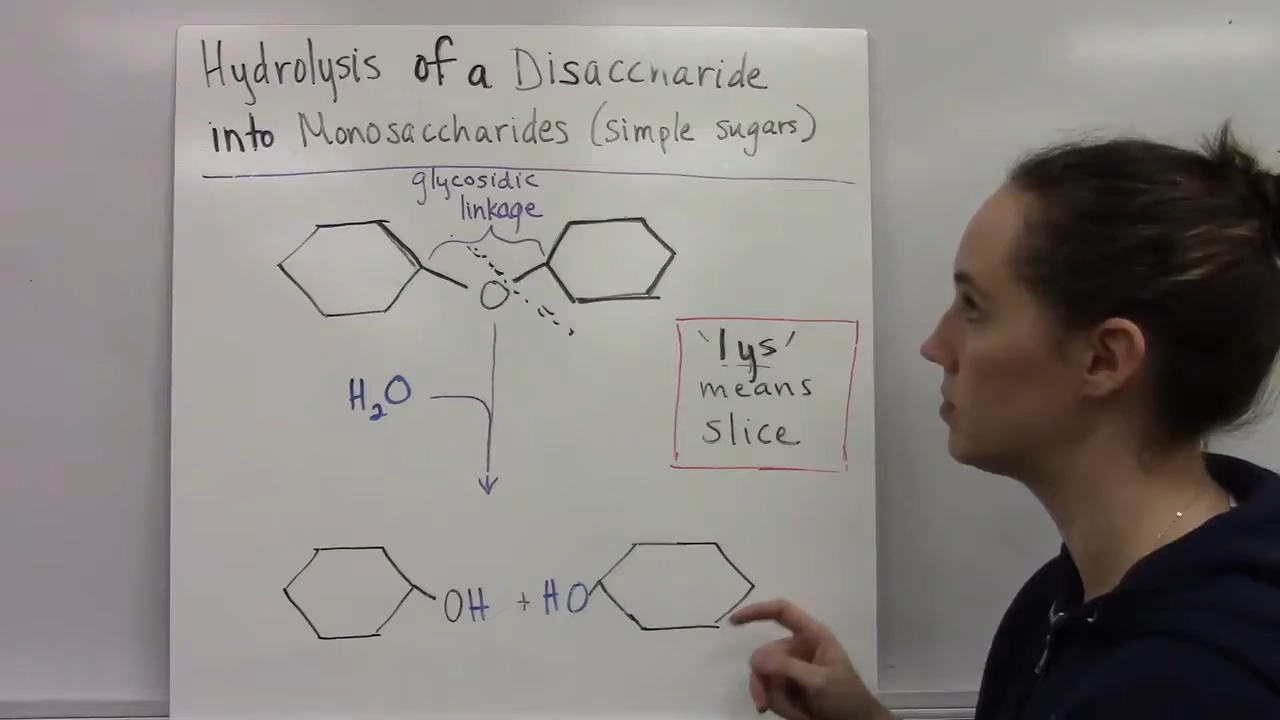 Hydrolysis of a Disaccharide
into Monosaccharides (simple sugars)
glycosidic
linkage
O
H₂O
'lys'
means
slice
OH + HO